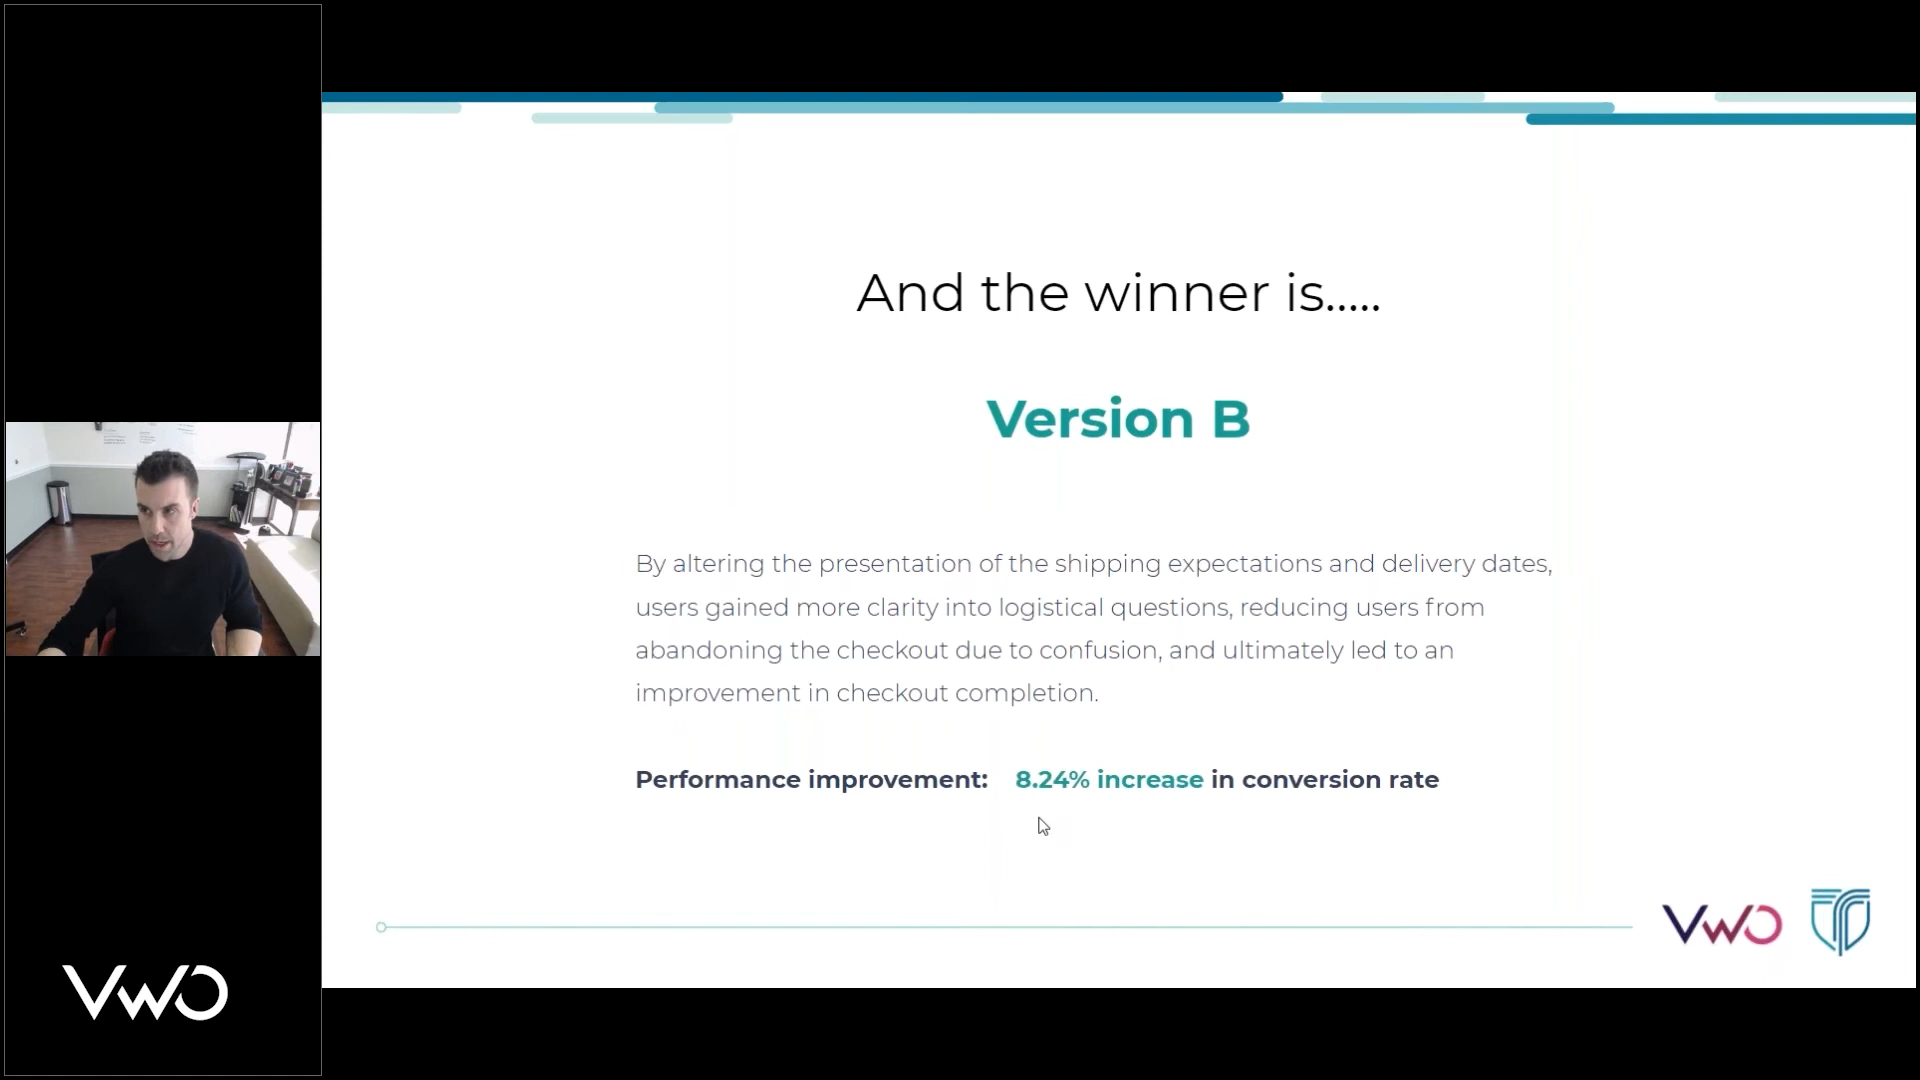 And the winner is.....
Version B
By altering the presentation of the shipping expectations and delivery dates,
users gained more clarity into logistical questions, reducing users from
abandoning the checkout due to confusion, and ultimately led to an
improvement in checkout completion.
Performance improvement: 8.24% increase in conversion rate
VWO
VWO